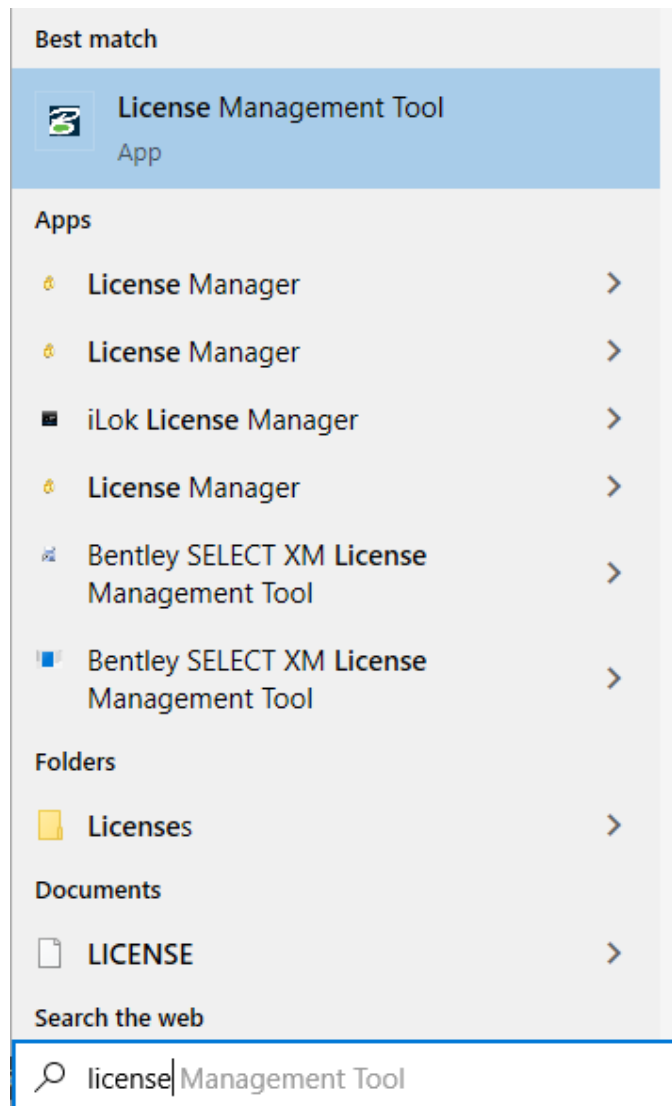 Best match
License Management Tool
App
Apps
License Manager
License Manager
iLok License Manager
License Manager
Bentley SELECT XM License
Management Tool
Bentley SELECT XM License
Management Tool
Folders
Licenses
Documents
LICENSE
Search the web
license Management Tool